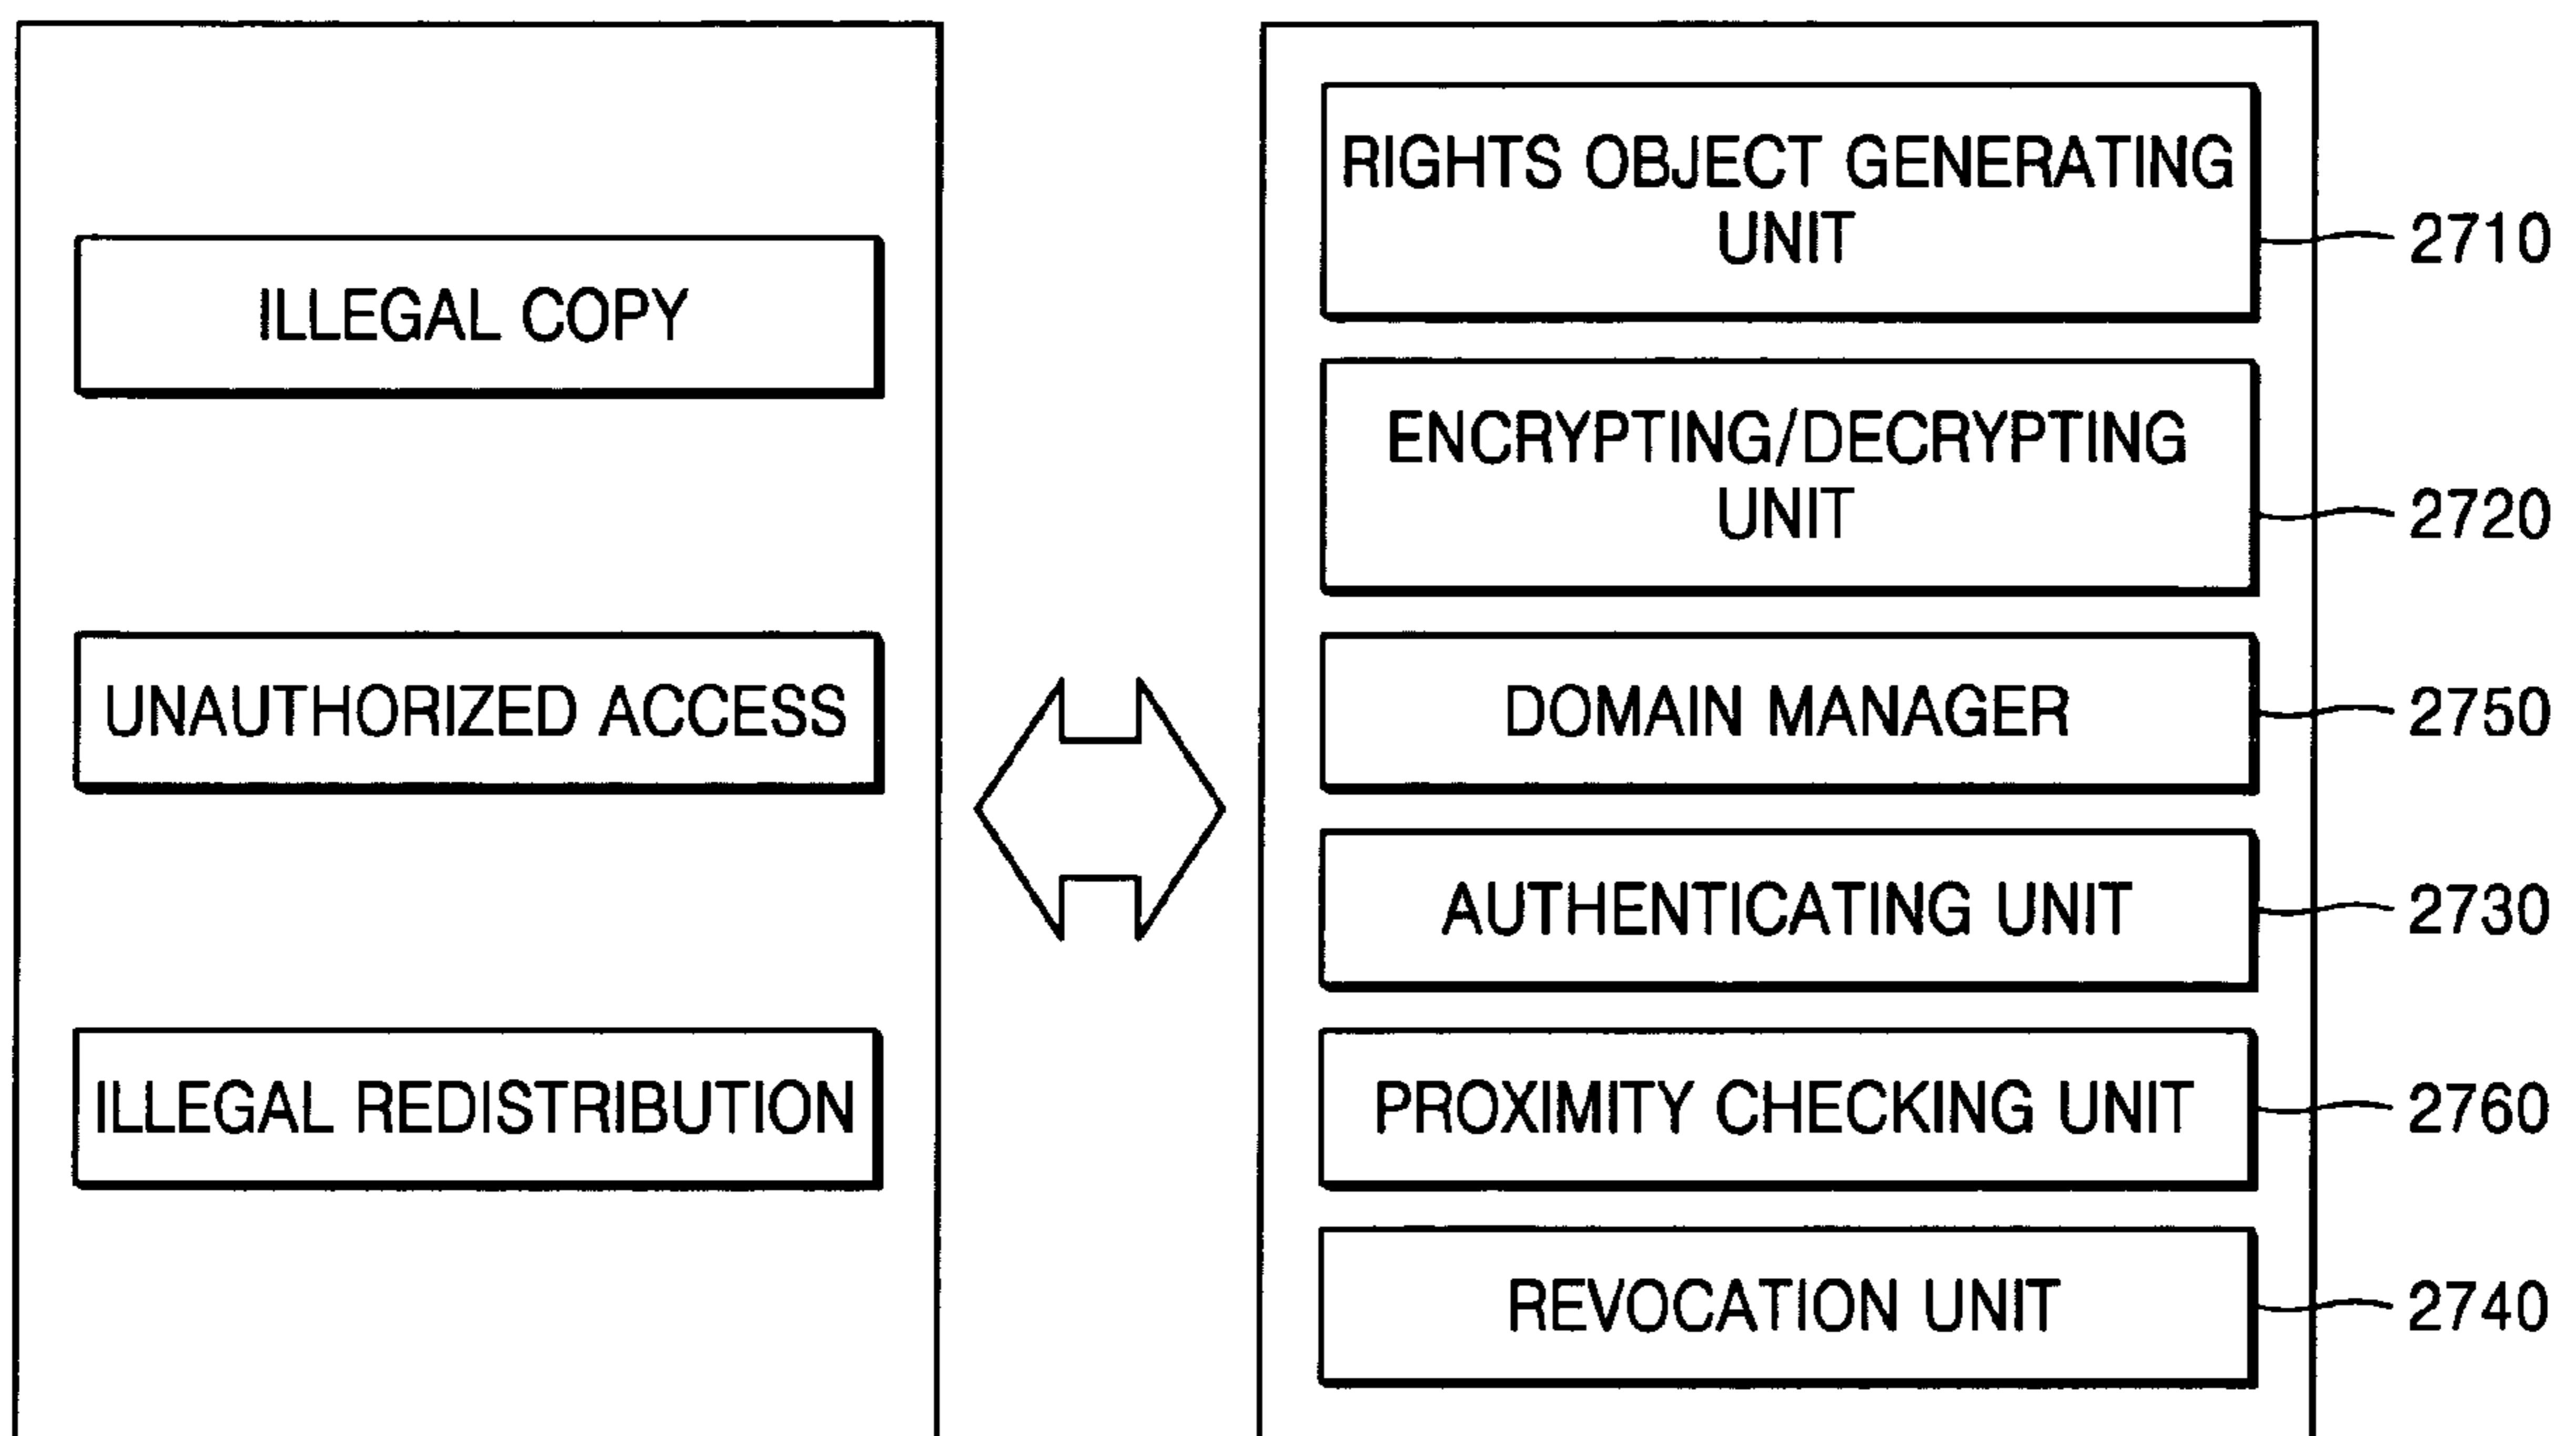 ILLEGAL COPY
UNAUTHORIZED ACCESS
ILLEGAL REDISTRIBUTION
RIGHTS OBJECT GENERATING
UNIT
2710
ENCRYPTING/DECRYPTING
UNIT
2720
DOMAIN MANAGER
2750
AUTHENTICATING UNIT
2730
PROXIMITY CHECKING UNIT
2760
REVOCATION UNIT
2740